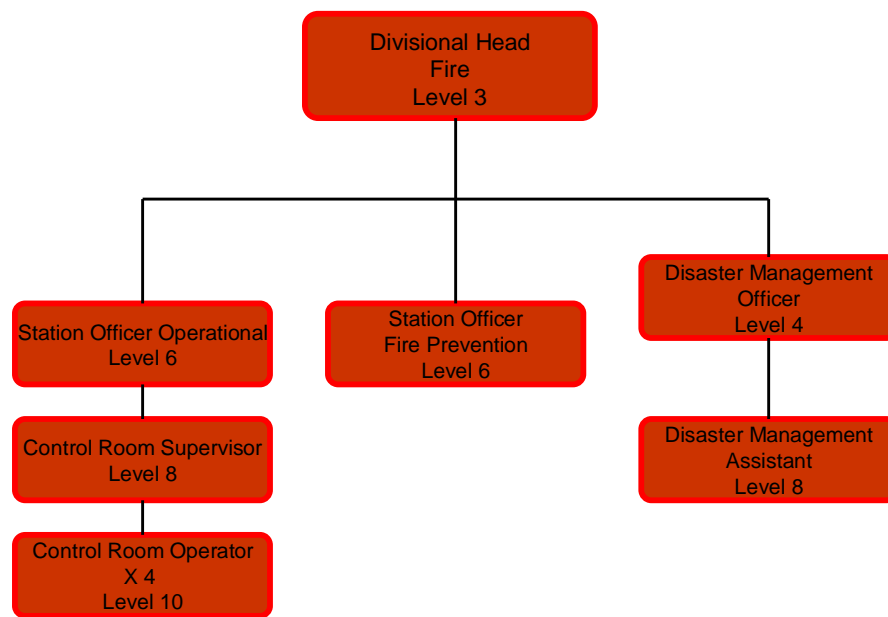 Divisional Head
Fire
Level 3
Station Officer Operational
Level 6
Station Officer
Fire Prevention
Level 6
Disaster Management
Officer
Level 4
Control Room Supervisor
Level 8
Disaster Management
Assistant
Level 8
Control Room Operator
X 4
Level 10